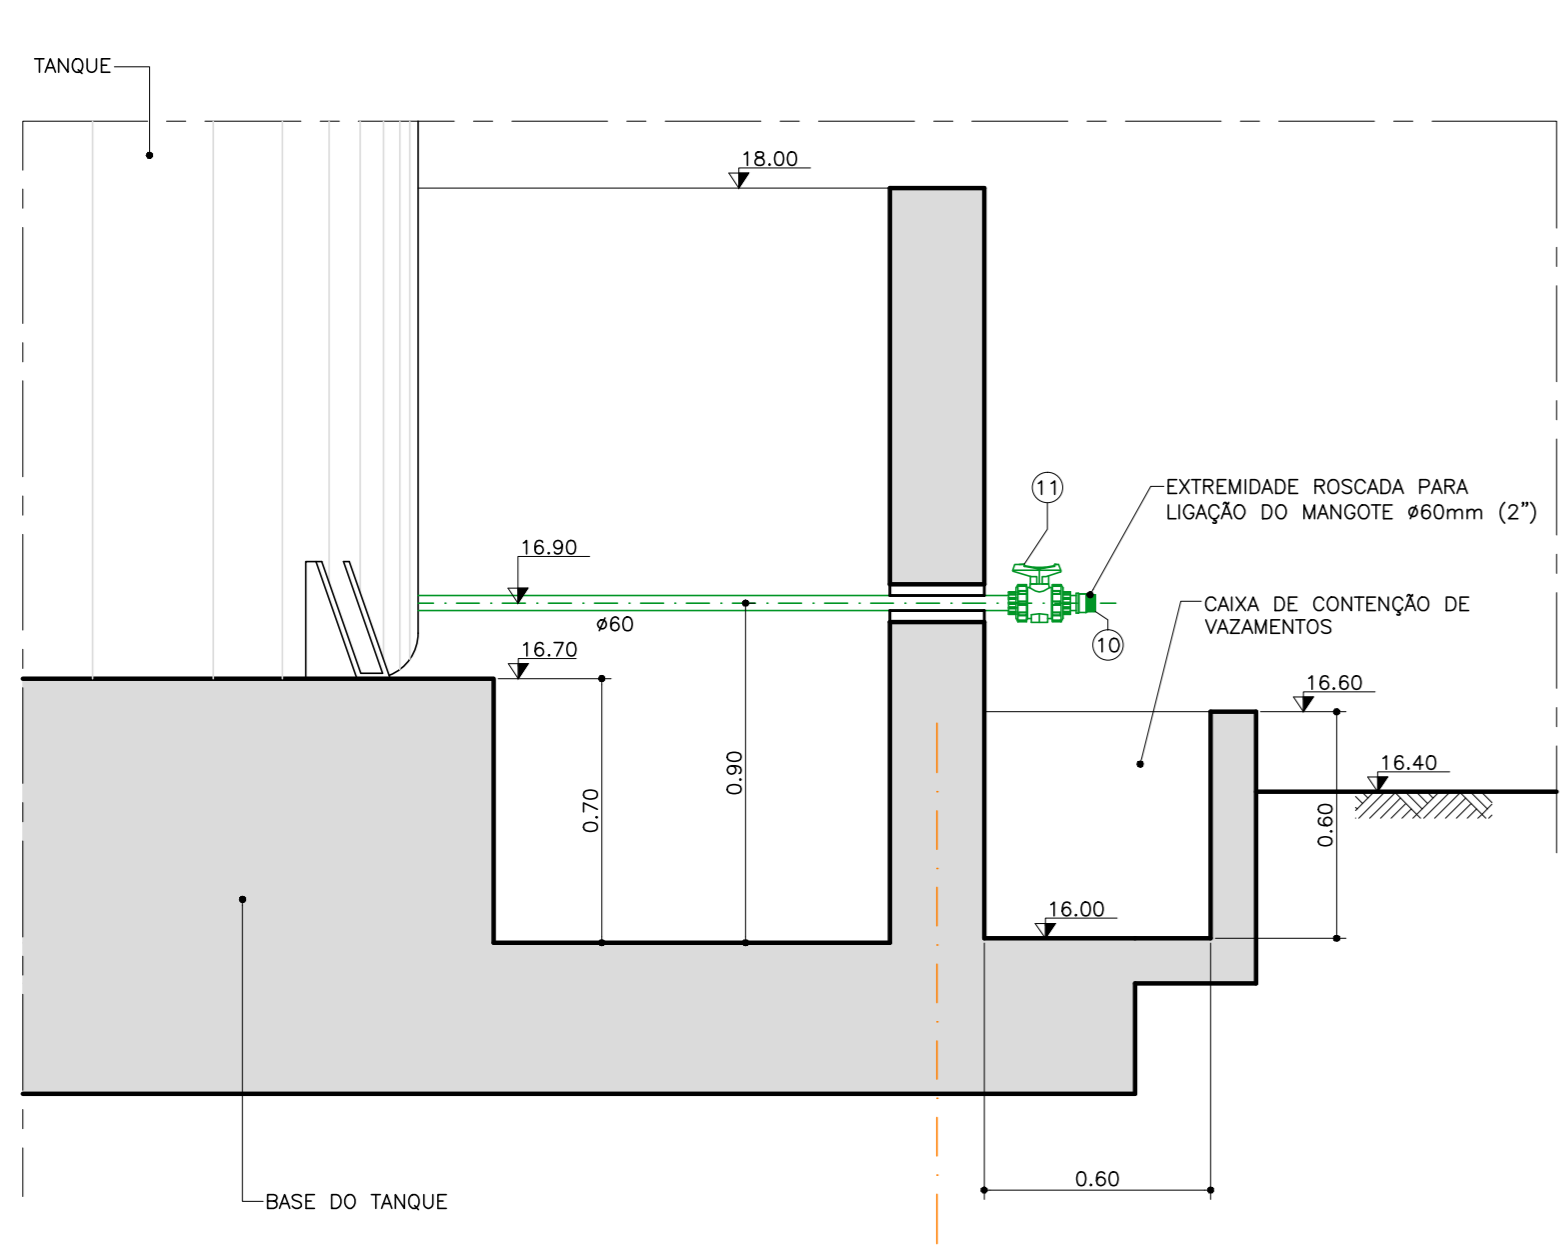 TANQUE
18.00
11
EXTREMIDADE ROSCADA PARA
LIGAÇÃO DO MANGOTE ø60mm (2”)
16.90
CAIXA DE CONTENÇÃO DE
VAZAMENTOS
ø60
10
16.70
16.60
16.40
0.90
0.70
0.60
16.00
0.60
BASE DO TANQUE